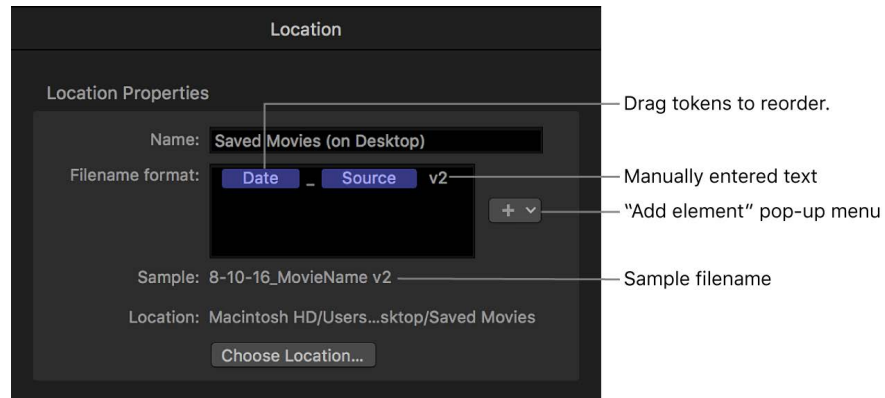 Location
Location Properties
Drag tokens to reorder.
Name: Saved Movies (on Desktop)
Filename format: Date _ Source v2
Manually entered text
+
“Add element” pop-up menu
Sample: 8-10-16_MovieName v2
Sample filename
Location: Macintosh HD/Users...sktop/Saved Movies
Choose Location...